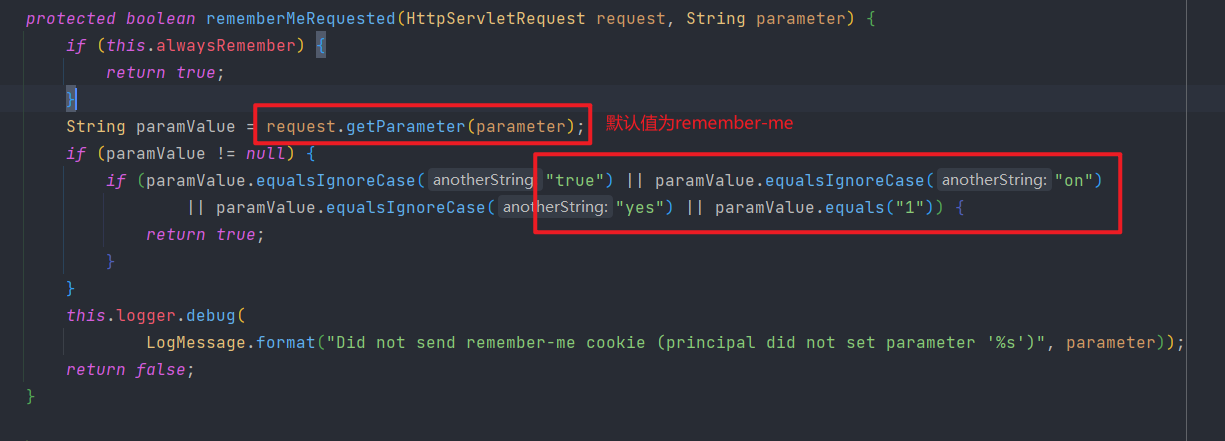 protected boolean rememberMeRequested(HttpServletRequest request, String parameter) {
if (this.alwaysRemember) {
return true;
}
String paramValue = request.getParameter(parameter); 默认值为remember-me
if (paramValue != null) {
if (paramValue.equalsIgnoreCase( anotherString: "true") || paramValue.equalsIgnoreCase( anotherString: "on")
|| paramValue.equalsIgnoreCase( anotherString: "yes") || paramValue.equals("1")) {
return true;
}
}
this.logger.debug(
LogMessage.format("Did not send remember-me cookie (principal did not set parameter '%s')", parameter));
return false;
}